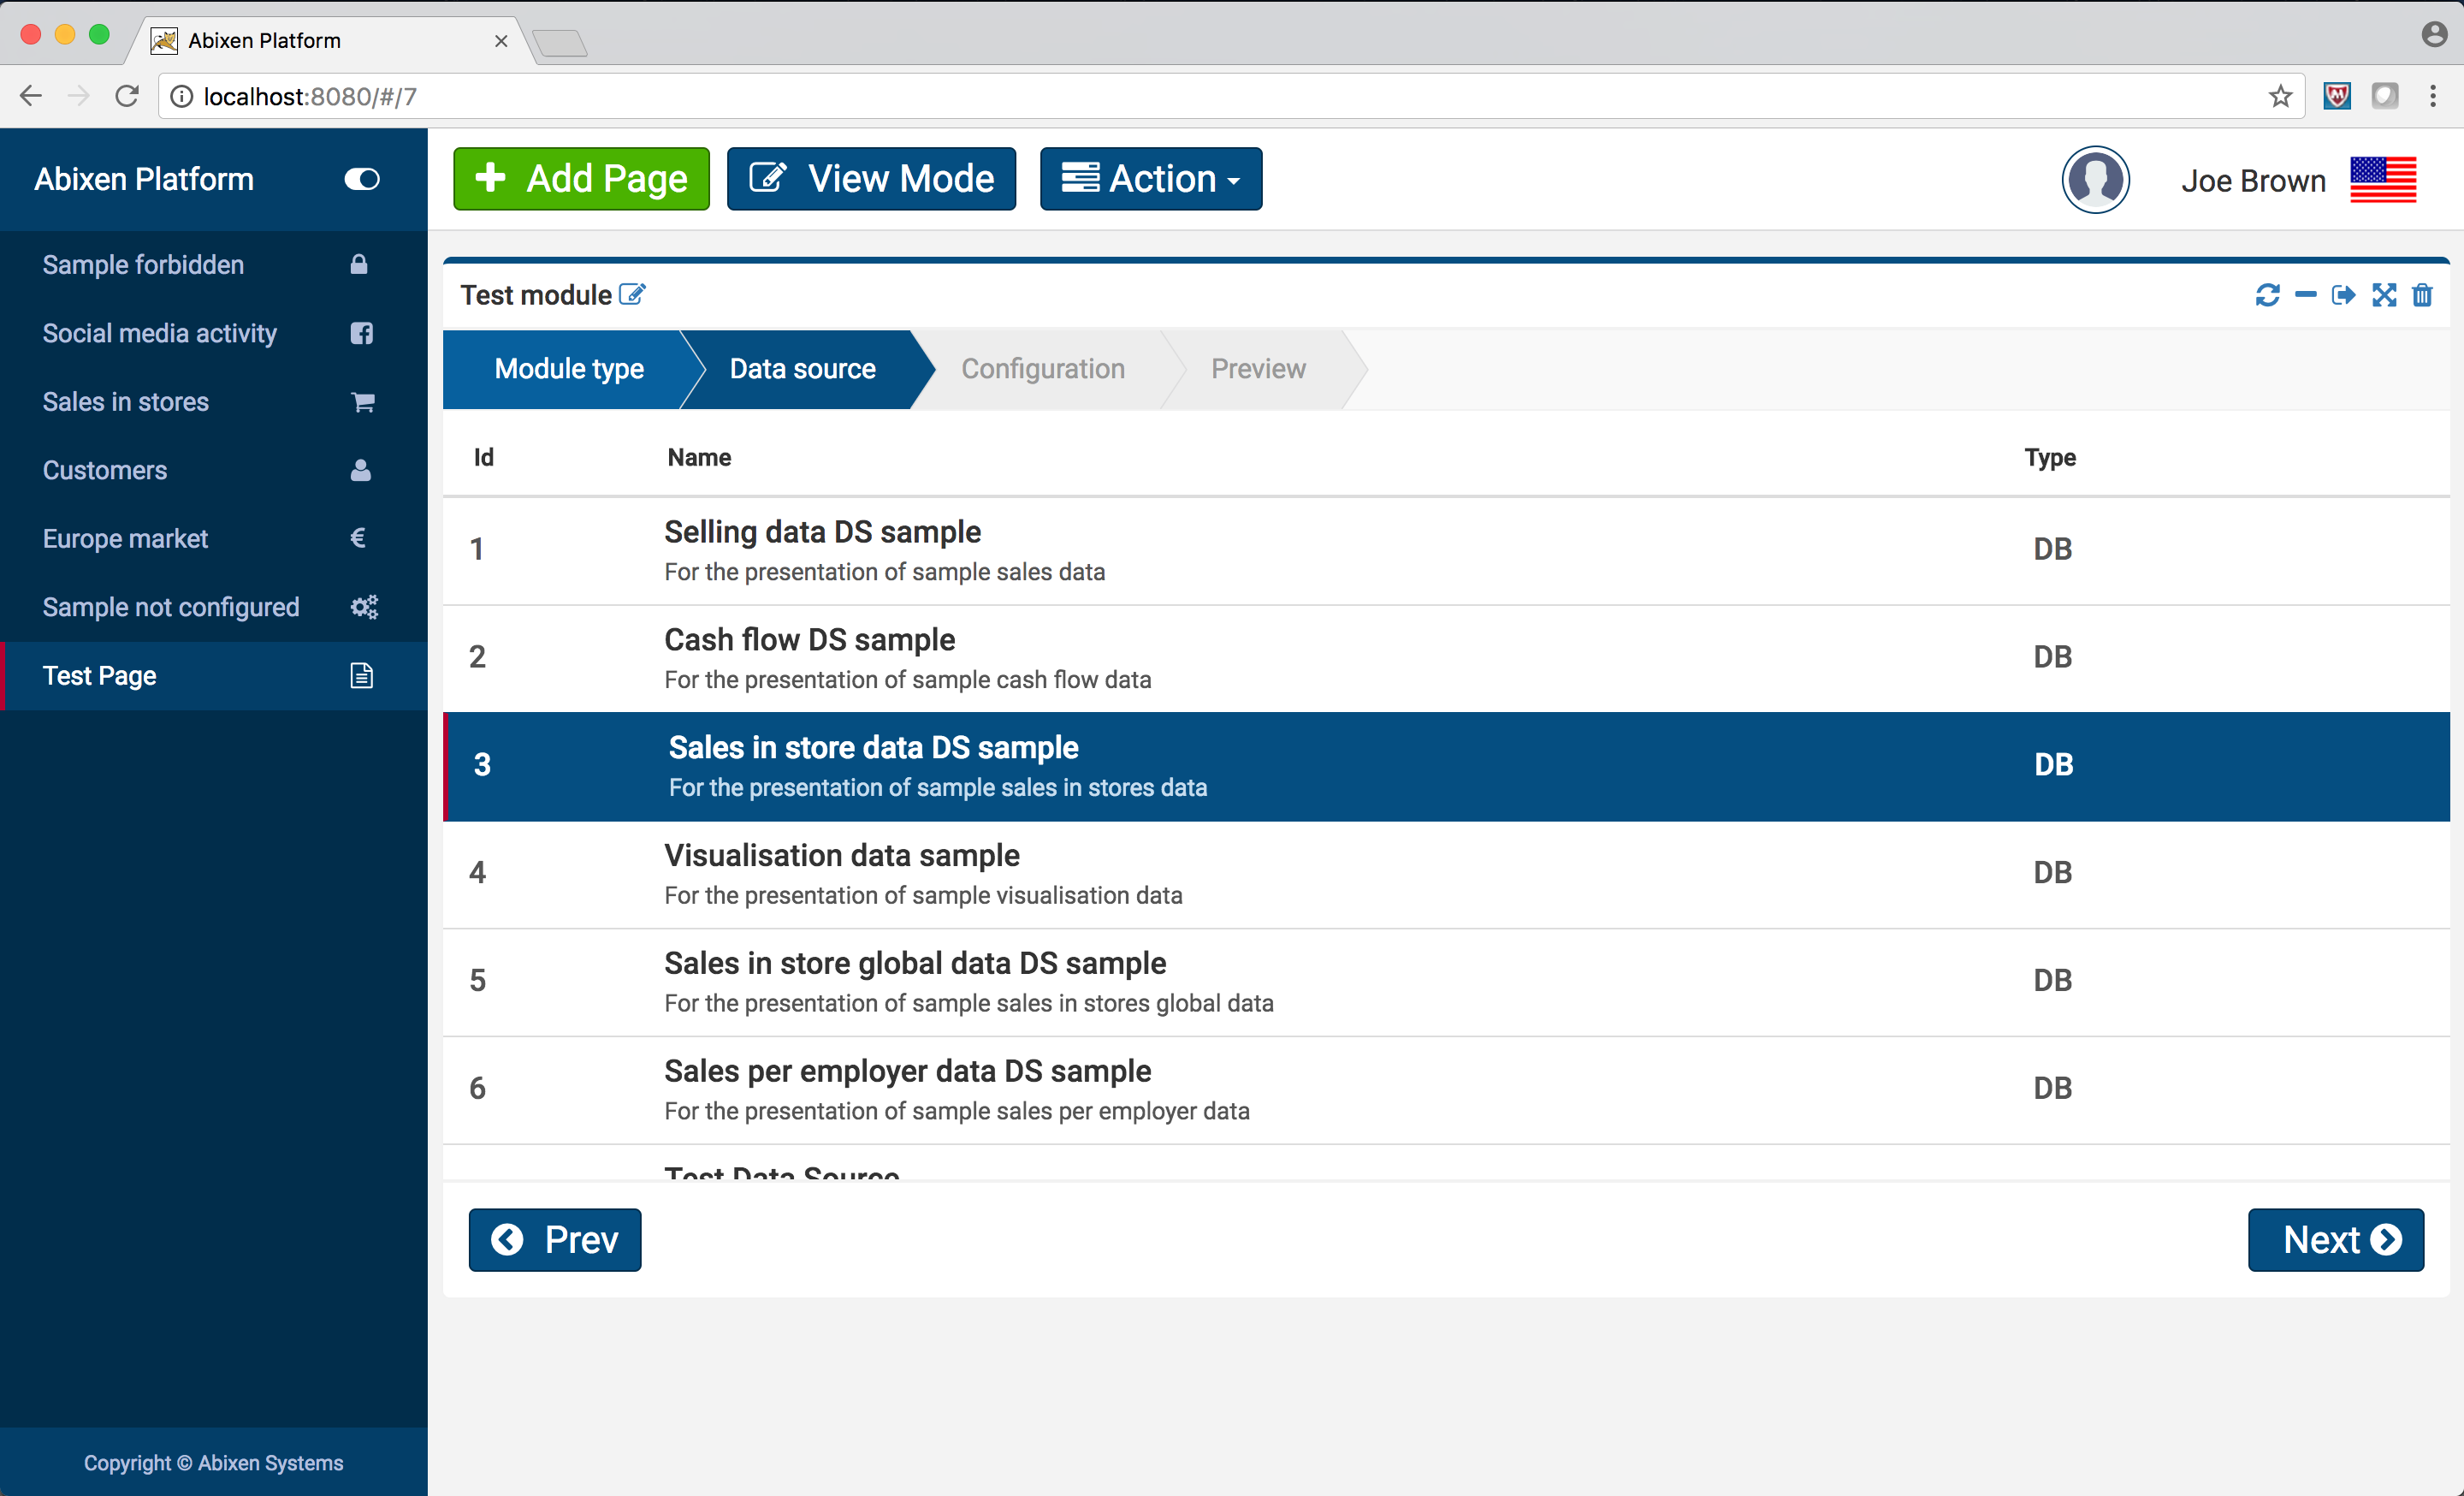 Abixen Platform
localhost:8080/#/7
Abixen Platform
Add Page
View Mode
Action
Joe Brown
Sample forbidden
Social media activity
Sales in stores
Customers
Europe market
€
Sample not configured
Test Page
Test module
Module type
Data source
Configuration
Preview
Id Name Type
1 Selling data DS sample DB
For the presentation of sample sales data
2 Cash flow DS sample DB
For the presentation of sample cash flow data
3 Sales in store data DS sample DB
For the presentation of sample sales in stores data
4 Visualisation data sample DB
For the presentation of sample visualisation data
5 Sales in store global data DS sample DB
For the presentation of sample sales in stores global data
6 Sales per employer data DS sample DB
For the presentation of sample sales per employer data
Test Data Source
Prev
Next
Copyright © Abixen Systems